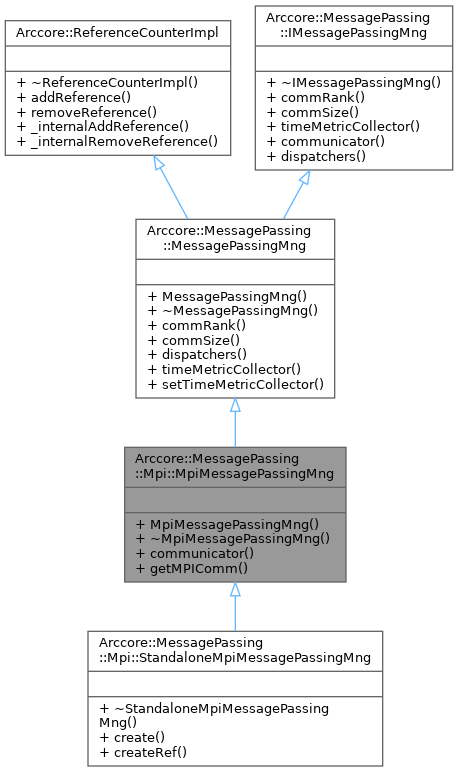 Arccore::ReferenceCounterImpl
+ ~ReferenceCounterImpl()
+ addReference()
+ removeReference()
+ _internalAddReference()
+ _internalRemoveReference()
Arccore::MessagePassing
::IMessagePassingMng
+ ~IMessagePassingMng()
+ commRank()
+ commSize()
+ timeMetricCollector()
+ communicator()
+ dispatchers()
Arccore::MessagePassing
::MessagePassingMng
+ MessagePassingMng()
+ ~MessagePassingMng()
+ commRank()
+ commSize()
+ dispatchers()
+ timeMetricCollector()
+ setTimeMetricCollector()
Arccore::MessagePassing
::Mpi::MpiMessagePassingMng
+ MpiMessagePassingMng()
+ ~MpiMessagePassingMng()
+ communicator()
+ getMPIComm()
Arccore::MessagePassing
::Mpi::StandaloneMpiMessagePassingMng
+ ~StandaloneMpiMessagePassing
Mng()
+ create()
+ createRef()